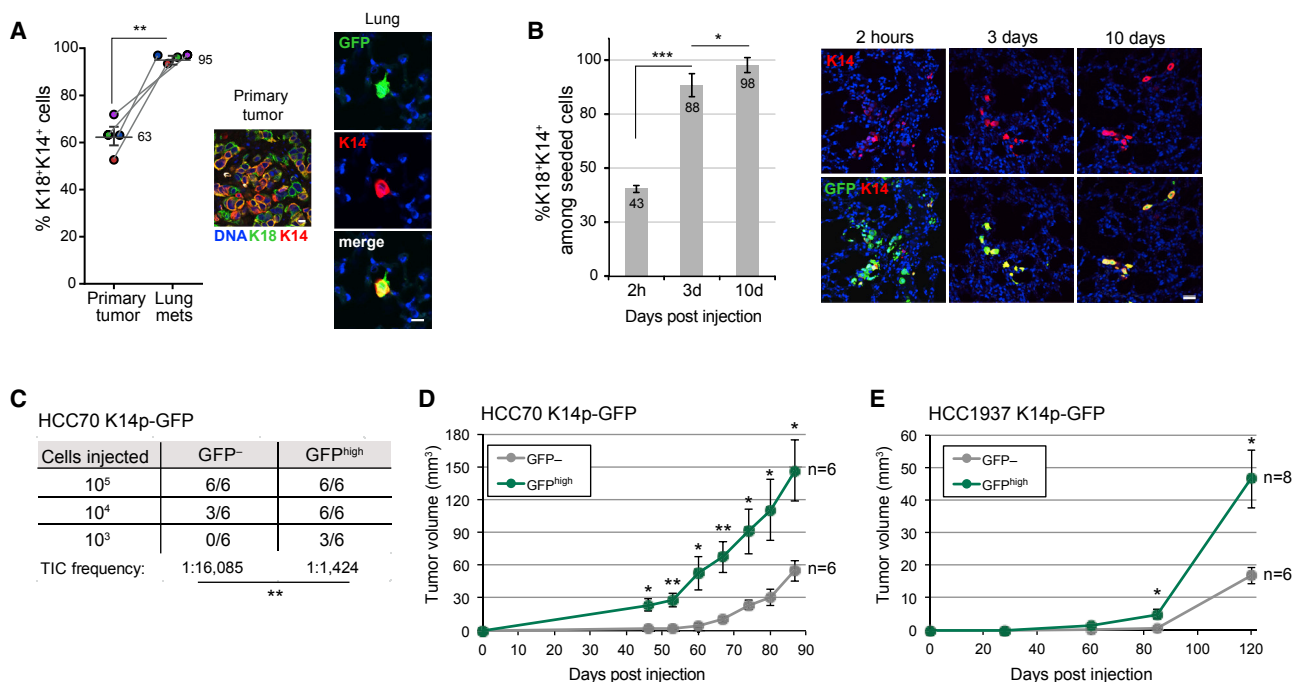 A
**
100
80
60
40
20
0
% K18+K14+ cells
95
63
Primary
tumor
Lung
mets
Primary
tumor
DNA K18 K14
Lung
GFP
K14
merge
B
*
***
100
50
30
0
%K18+K14+
among seeded cells
43
88
98
2h
3d
10d
Days post injection
2 hours
3 days
10 days
K14
GFP K14
C
HCC70 K14p-GFP
Cells injected GFP– GFPhigh
10⁵ 6/6 6/6
10⁴ 3/6 6/6
10³ 0/6 3/6
TIC frequency: 1:16,085 1:1,424
**
D
HCC70 K14p-GFP
Tumor volume (mm³)
180
150
120
90
60
30
0
GFP–
GFPhigh
* ** * ** * * *
n=6
n=6
0 10 20 30 40 50 60 70 80 90
Days post injection
E
HCC1937 K14p-GFP
Tumor volume (mm³)
60
50
40
30
20
10
0
GFP–
GFPhigh
* *
n=8
n=6
0 20 40 60 80 100 120
Days post injection